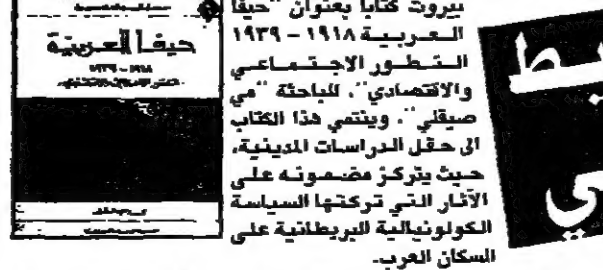 حيفا العربية
١٩١٨ – ١٩٣٩
بيروت كتابا بعنوان "حيفا
العربية ١٩١٨ – ١٩٣٩
التطور الاجتماعي
والاقتصادي". للباحثة "مي
صيقلي". وينتمي هذا الكتاب
الى حقل الدراسات المدينية،
حيث يتركز مضمونه على
الآثار التي تركتها السياسة
الكولونيالية البريطانية على
السكان العرب.
يط
ي